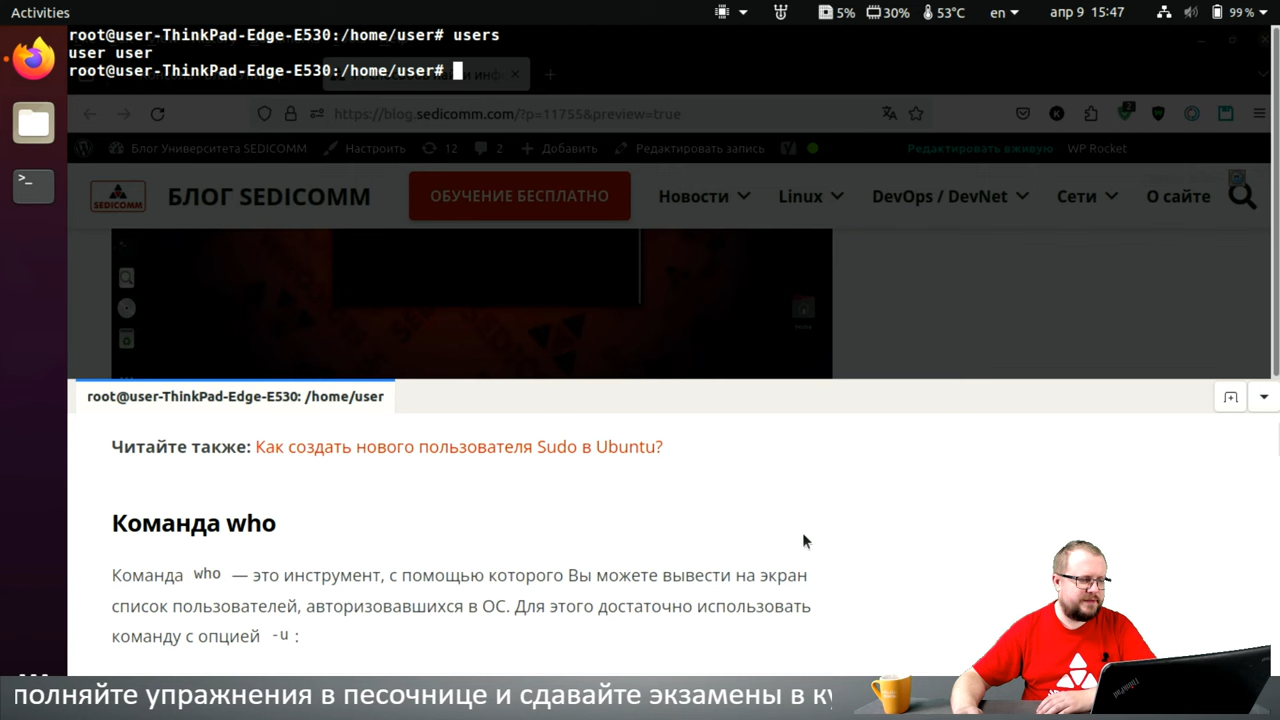 Activities
5%
30%
53°C
en
апр 9 15:47
99 %
root@user-ThinkPad-Edge-E530:/home/user# users
user user
root@user-ThinkPad-Edge-E530:/home/user#
https://blog.sedicomm.com/?p=11755&preview=true
Блог Университета SEDICOMM
Настроить
12
2
Добавить
Редактировать запись
Редактировать вживую
WP Rocket
БЛОГ SEDICOMM
ОБУЧЕНИЕ БЕСПЛАТНО
Новости
Linux
DevOps / DevNet
Сети
О сайте
root@user-ThinkPad-Edge-E530: /home/user
Читайте также: Как создать нового пользователя Sudo в Ubuntu?
Команда who
Команда who — это инструмент, с помощью которого Вы можете вывести на экран
список пользователей, авторизовавшихся в ОС. Для этого достаточно использовать
команду с опцией -u :
полняйте упражнения в песочнице и сдавайте экзамены в ку
ThinkPad